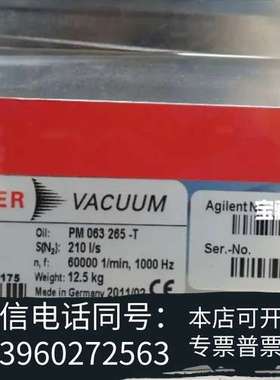 ER VACUUM
宝
Oil: PM 063 265 -T
S(N₂) 210 l/s
n, f: 60000 1/min, 1000 Hz
175 Weight: 12.5 kg
Made in Germany 2011/02
Agilent N
Ser.-No.
信电话同号:
3960272563
本店可开
专票普票